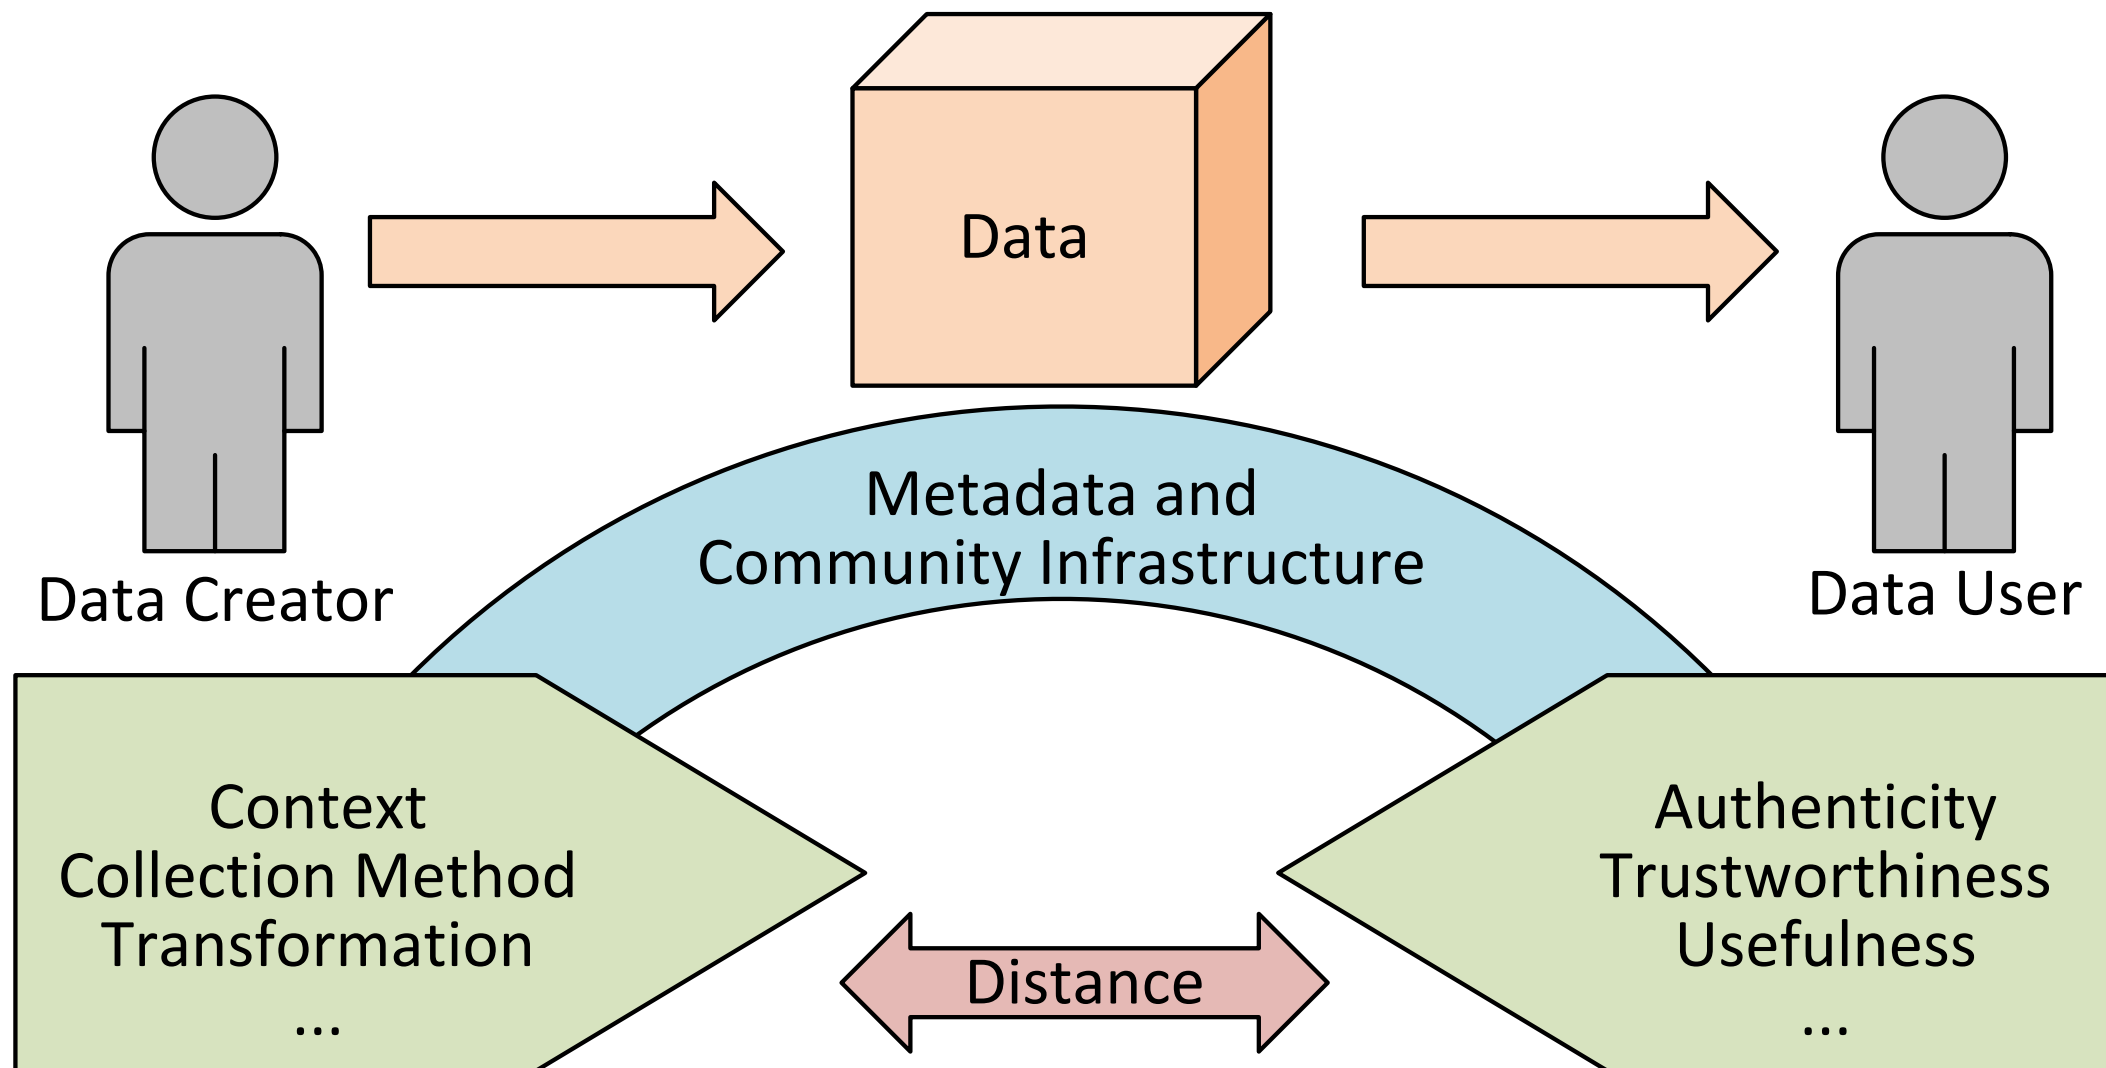 Data
Metadata and
Community Infrastructure
Data Creator
Data User
Context
Collection Method
Transformation
...
Authenticity
Trustworthiness
Usefulness
...
Distance